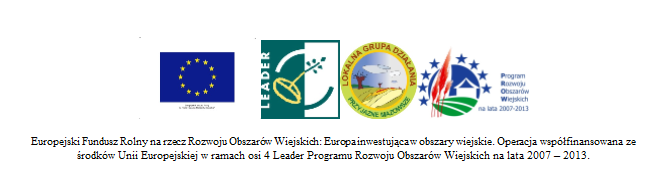 LEADER
LOKALNA GRUPA DZIAŁANIA
PRZYJAZNE MAZOWSZE
Program
Rozwoju
Obszarów
Wiejskich
na lata 2007-2013
Europejski Fundusz Rolny na rzecz Rozwoju Obszarów Wiejskich: Europa inwestująca w obszary wiejskie. Operacja współfinansowana ze
środków Unii Europejskiej w ramach osi 4 Leader Programu Rozwoju Obszarów Wiejskich na lata 2007 – 2013.